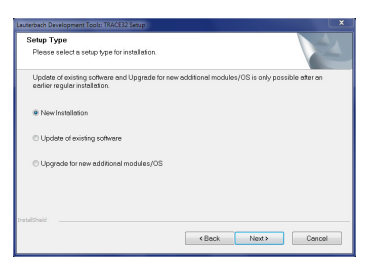 Lauterbach Development Tools: TRACE32 Setup
X
Setup Type
Please select a setup type for installation.
Update of existing software and Upgrade for new additional modules/OS is only possible after an
earlier regular installation.
New Installation
Update of existing software
Upgrade for new additional modules/OS
InstallShield
< Back Next > Cancel